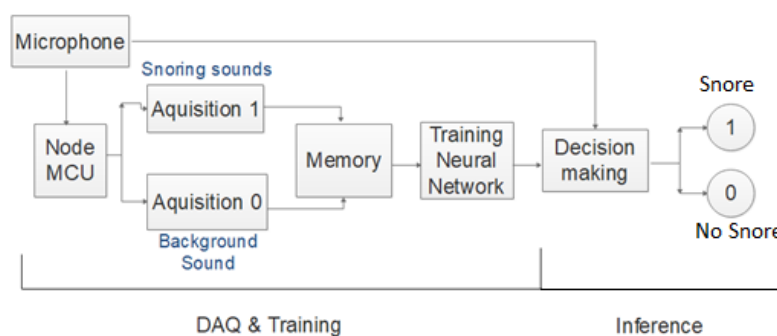 Microphone
Snoring sounds
Aquisition 1
Node
MCU
Aquisition 0
Background
Sound
Memory
Training
Neural
Network
Decision
making
Snore
1
0
No Snore
DAQ & Training
Inference